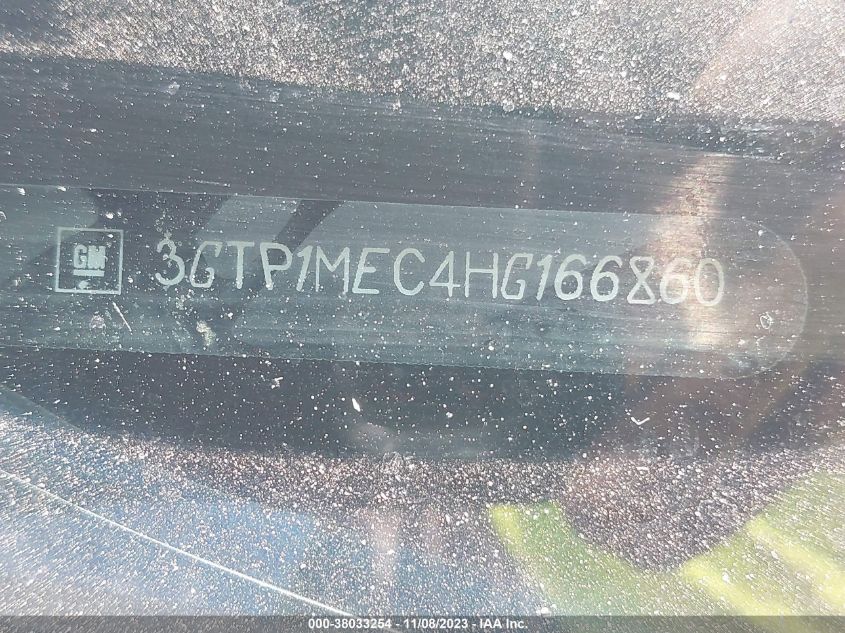 GM 3GTP1MEC4HG166860
000-38033254 - 11/08/2023 - IAA Inc.